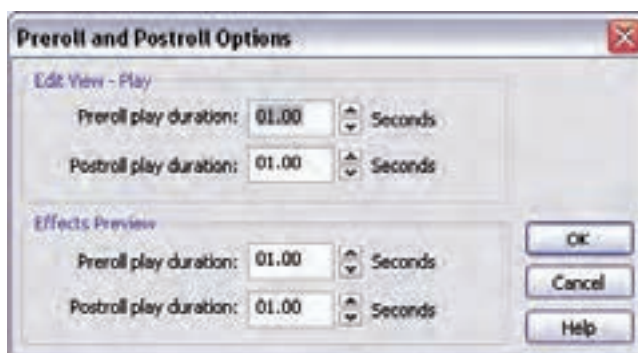 Preroll and Postroll Options
Edit View - Play
Preroll play duration: 01.00 Seconds
Postroll play duration: 01.00 Seconds
Effects Preview
Preroll play duration: 01.00 Seconds
Postroll play duration: 01.00 Seconds
OK
Cancel
Help